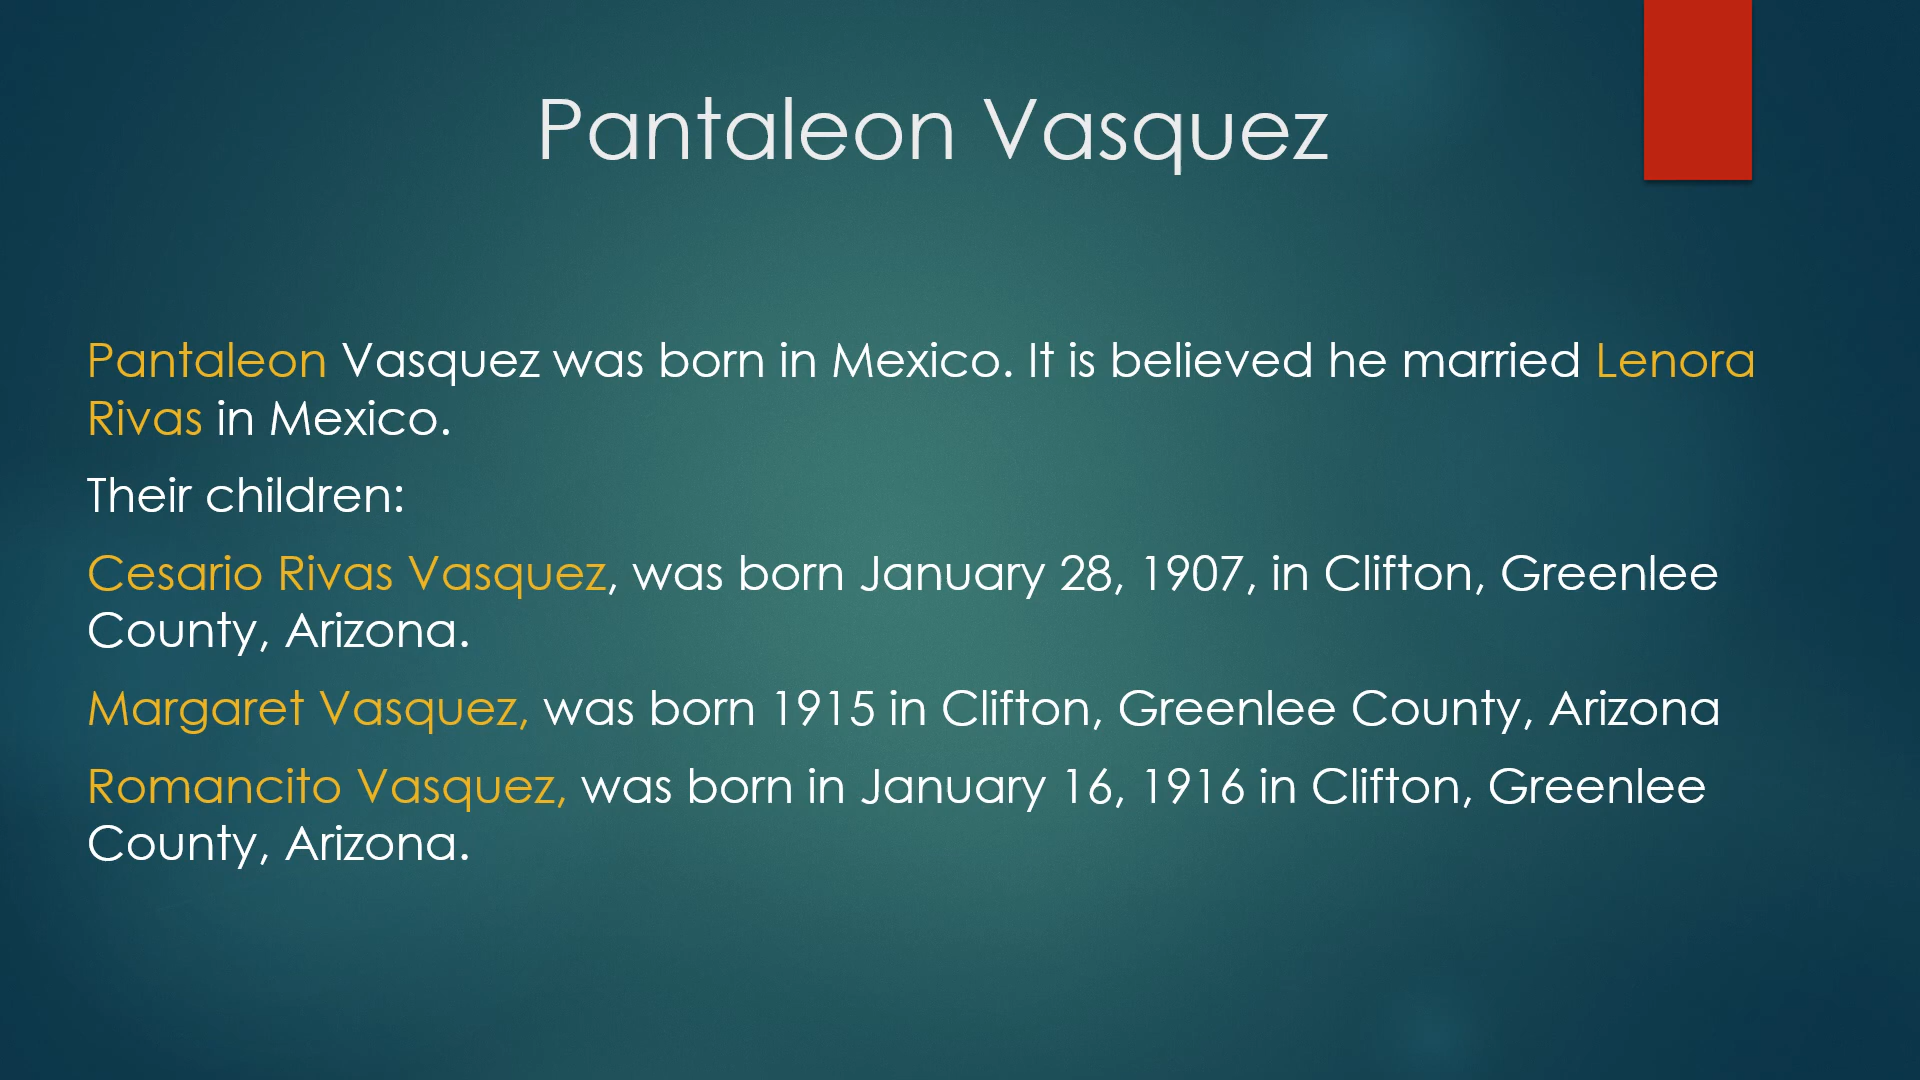 Pantaleon Vasquez
Pantaleon Vasquez was born in Mexico. It is believed he married Lenora
Rivas in Mexico.
Their children:
Cesario Rivas Vasquez, was born January 28, 1907, in Clifton, Greenlee
County, Arizona.
Margaret Vasquez, was born 1915 in Clifton, Greenlee County, Arizona
Romancito Vasquez, was born in January 16, 1916 in Clifton, Greenlee
County, Arizona.